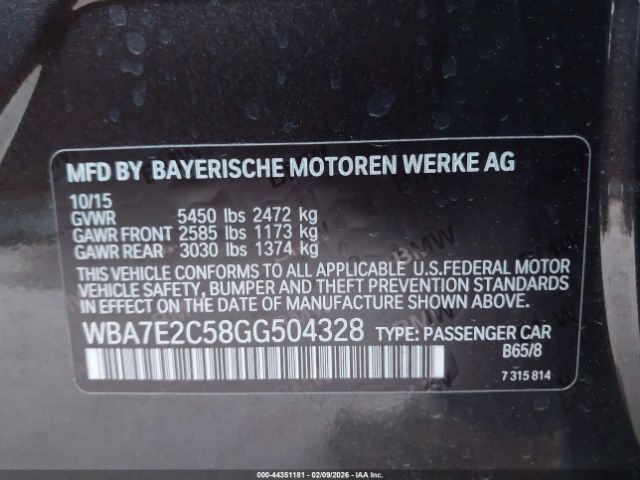 MFD BY BAYERISCHE MOTOREN WERKE AG
10/15
GVWR 5450 lbs 2472 kg
GAWR FRONT 2585 lbs 1173 kg
GAWR REAR 3030 lbs 1374 kg
THIS VEHICLE CONFORMS TO ALL APPLICABLE U.S.FEDERAL MOTOR
VEHICLE SAFETY, BUMPER AND THEFT PREVENTION STANDARDS
IN EFFECT ON THE DATE OF MANUFACTURE SHOWN ABOVE.
WBA7E2C58GG504328 TYPE: PASSENGER CAR
B65/8
7 315 814
000-44351181 - 02/09/2026 - IAAI.COM